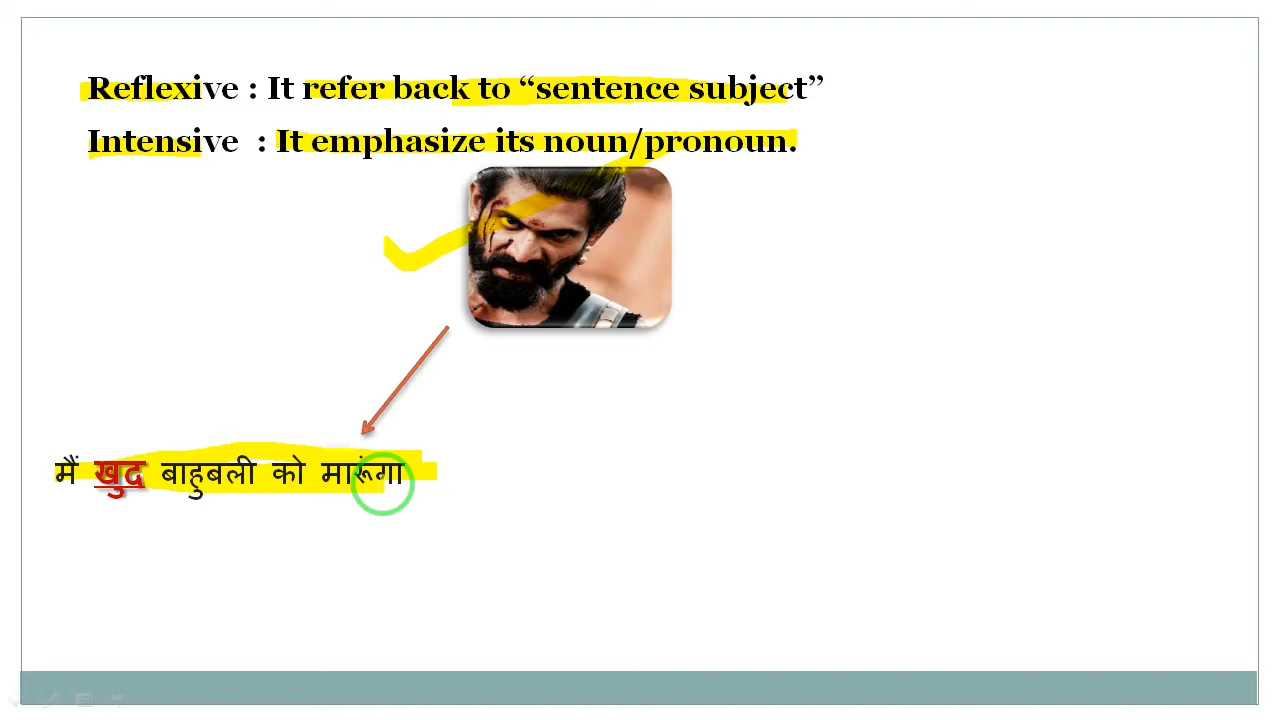 Reflexive : It refer back to “sentence subject”
Intensive : It emphasize its noun/pronoun.
मैं खुद बाहुबली को मारूंगा